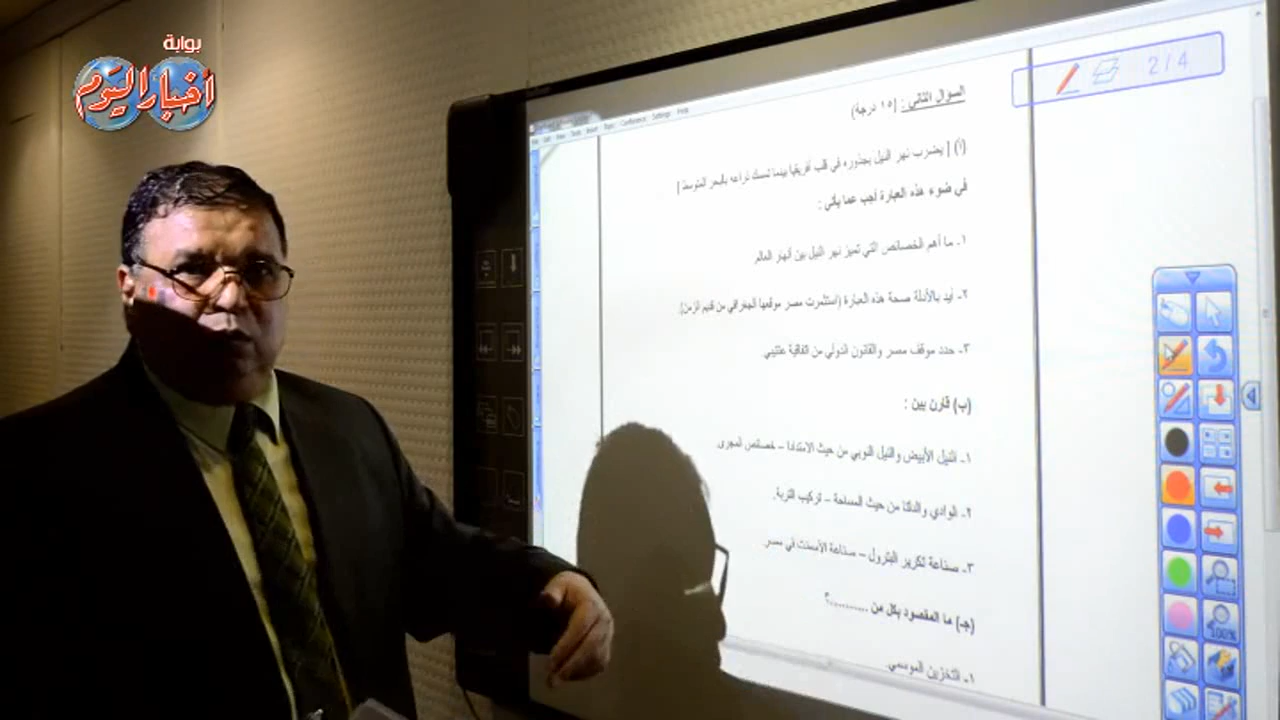 بوابة
أخبار اليوم
2/4
السؤال الثاني : [١٥ درجة)
(أ) [ يضرب نهر النيل بجذوره في قلب أفريقيا بينما تمسك ذراعه بالبحر المتوسط ]
في ضوء هذه العبارة أجب عما يأتي :
١- ما أهم الخصائص التي تميز نهر النيل بين أنهار العالم
٢- أيد بالأدلة صحة هذه العبارة (استثمرت مصر موقعها الجغرافي من قديم الزمن).
٣- حدد موقف مصر والقانون الدولي من اتفاقية عنتيبي
(ب) قارن بين :
١- النيل الأبيض والنيل النوبي من حيث الامتداد – خصائص المجرى
٢- الوادي والدلتا من حيث المساحة – تركيب التربة.
٣- صناعة تكرير البترول – صناعة الأسمنت في مصر
(جـ) ما المقصود بكل من ...........؟
١- التخزين الموسمي.
100%